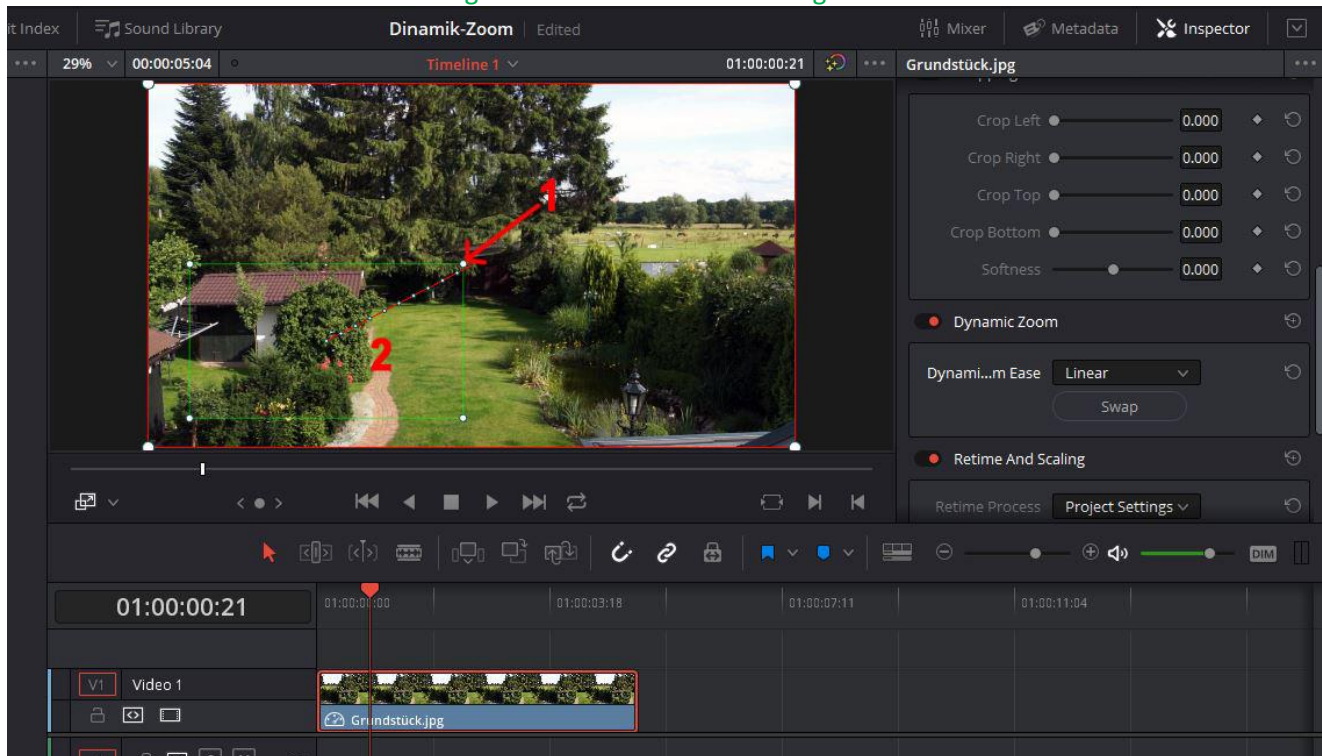 it Index Sound Library Dinamik-Zoom Edited Mixer Metadata Inspector
29% 00:00:05:04 Timeline 1 01:00:00:21 Grundstück.jpg
Crop Left 0.000
1
Crop Right 0.000
Crop Top 0.000
Crop Bottom 0.000
Softness 0.000
2
Dynamic Zoom
Dynami...m Ease Linear
Swap
Retime And Scaling
Retime Process Project Settings
DIM
01:00:00:21 01:00:00:00 01:00:03:18 01:00:07:11 01:00:11:04
V1 Video 1
Grundstück.jpg